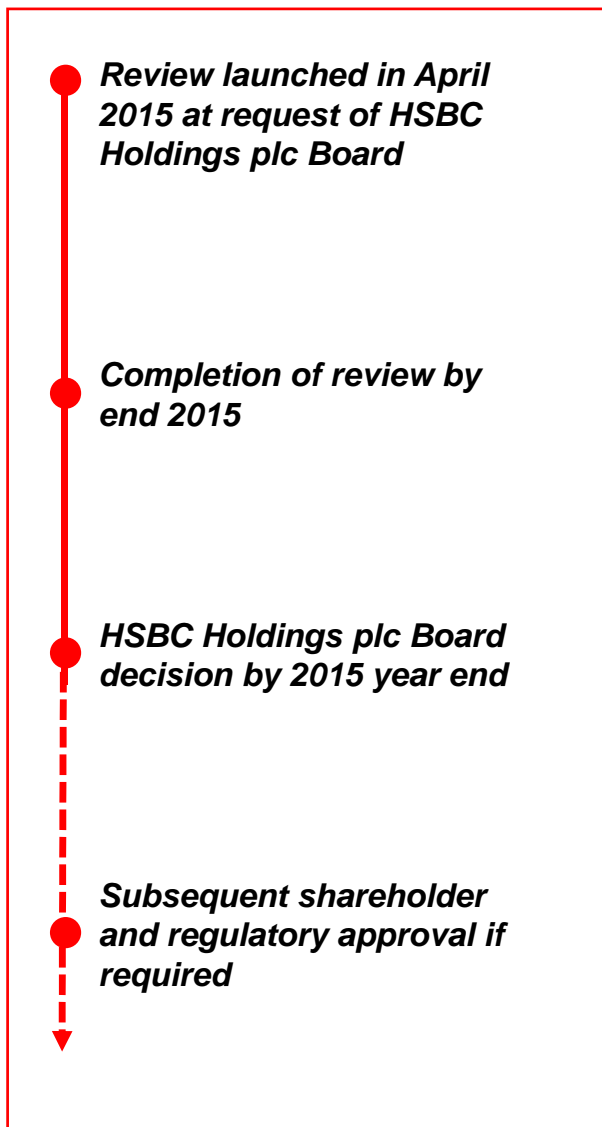 Review launched in April
2015 at request of HSBC
Holdings plc Board
Completion of review by
end 2015
HSBC Holdings plc Board
decision by 2015 year end
Subsequent shareholder
and regulatory approval if
required